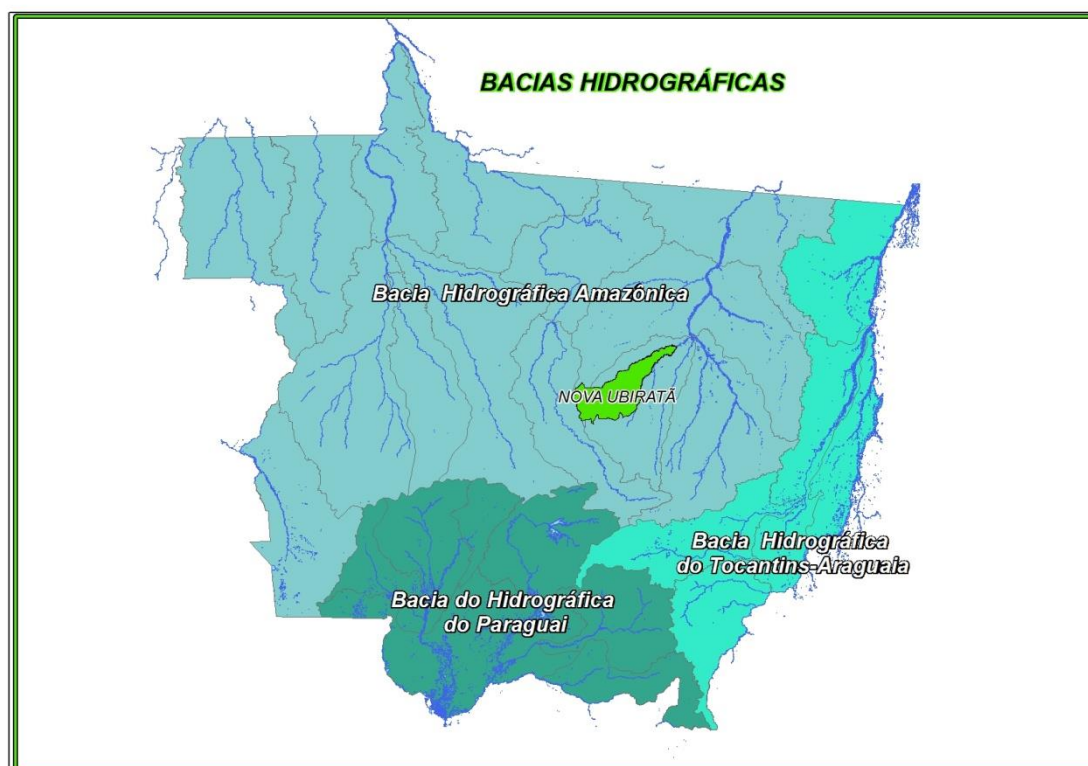 BACIAS HIDROGRÁFICAS
Bacia Hidrográfica Amazônica
NOVA UBIRATÃ
Bacia Hidrográfica
do Tocantins-Araguaia
Bacia do Hidrográfica
do Paraguai